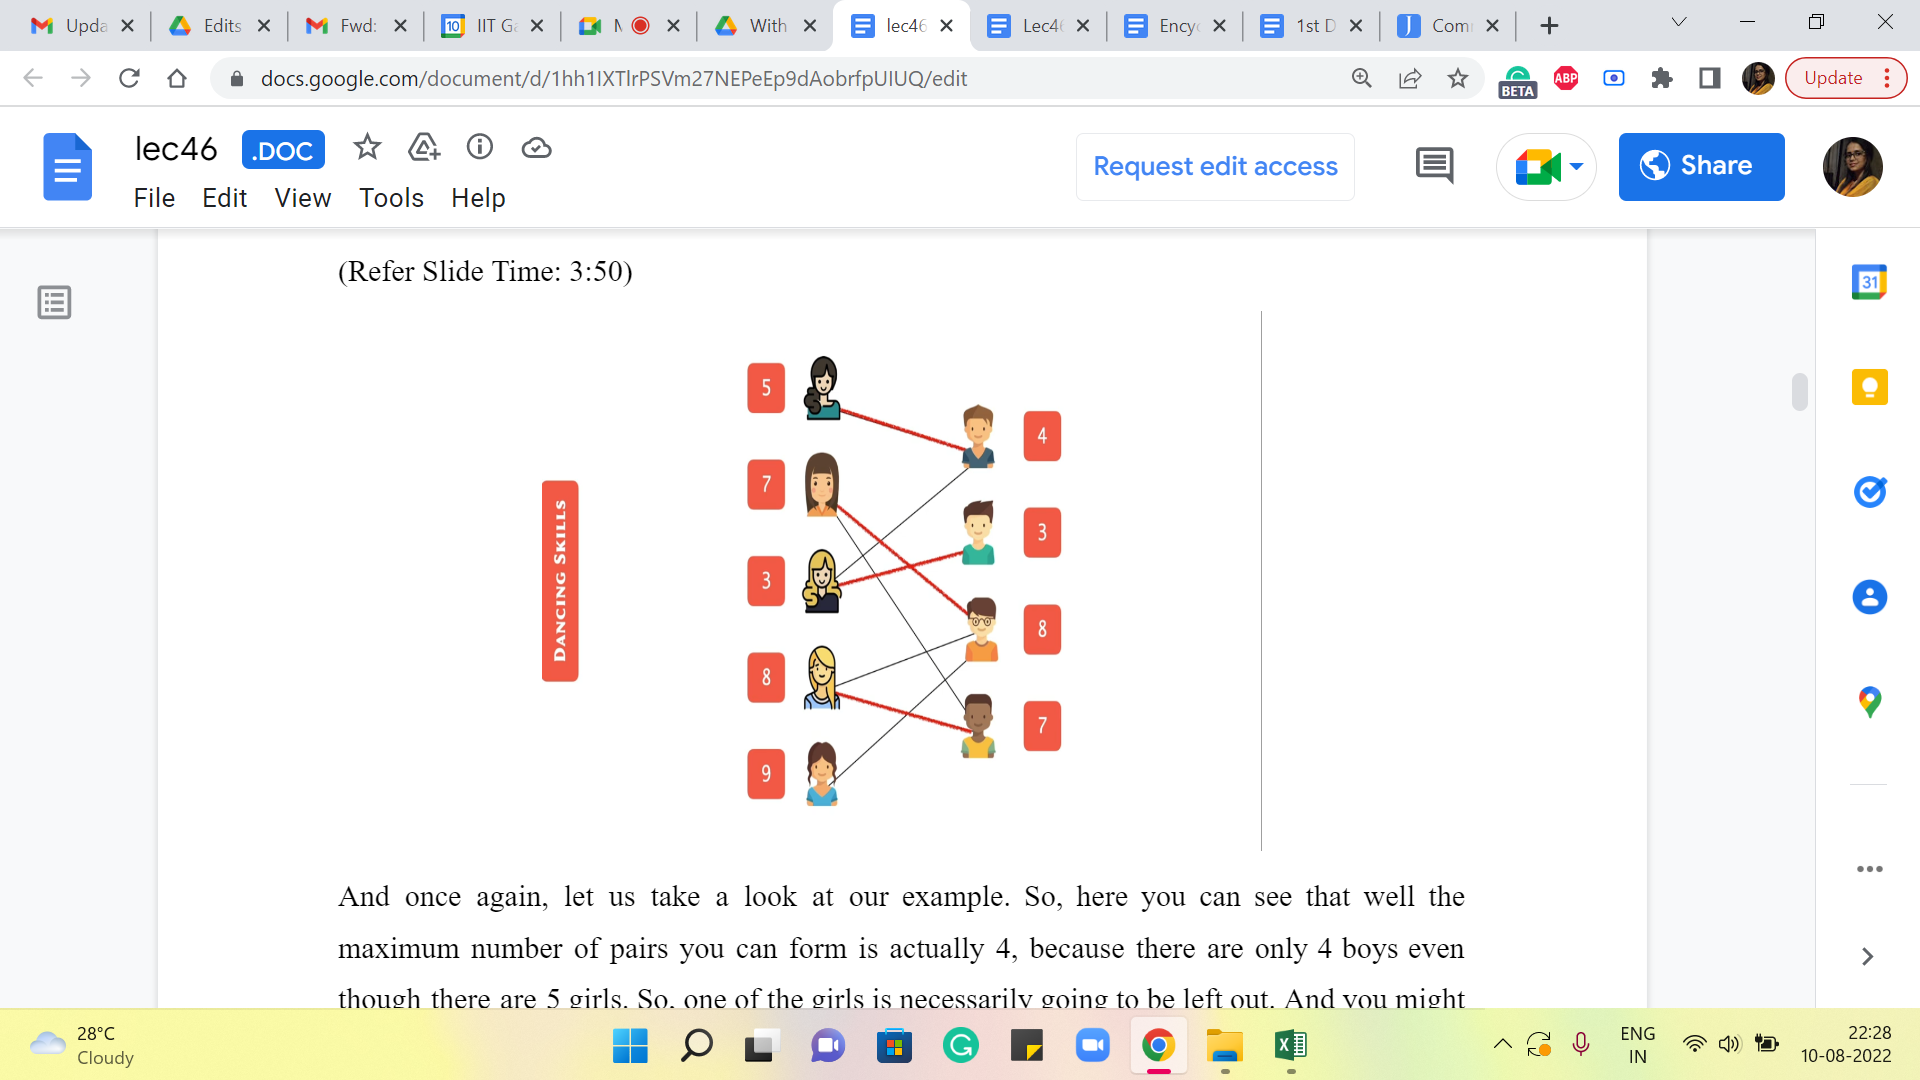 Upda
Edits
Fwd:
IIT Ga
M
With
lec46
Lec46
Ency
1st D
Com
docs.google.com/document/d/1hh1IXTlrPSVm27NEPeEp9dAobrfpUIUQ/edit
BETA
ABP
Update
lec46 .DOC
Request edit access
Share
File Edit View Tools Help
31
(Refer Slide Time: 3:50)
DANCING SKILLS
5
4
7
3
3
8
8
7
9
And once again, let us take a look at our example. So, here you can see that well the
maximum number of pairs you can form is actually 4, because there are only 4 boys even
though there are 5 girls. So, one of the girls is necessarily going to be left out. And you might
28°C
Cloudy
ENG
IN
22:28
10-08-2022